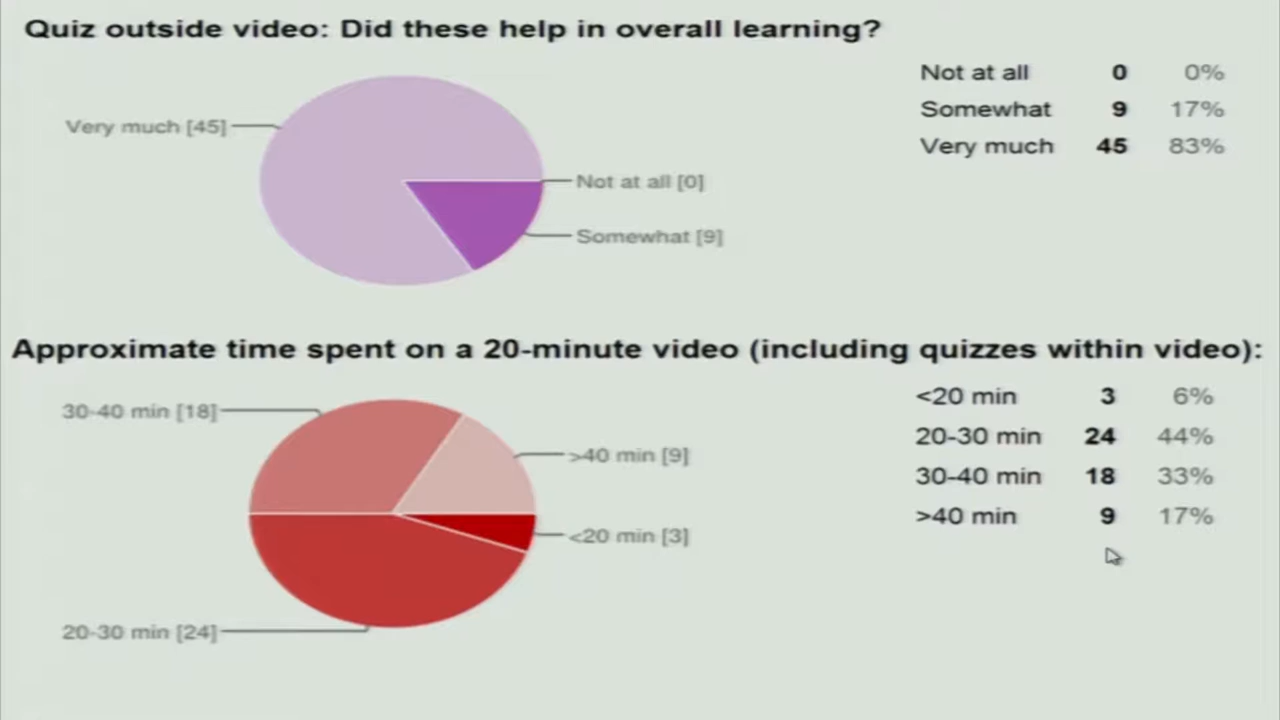 Quiz outside video: Did these help in overall learning?
Very much [45]
Not at all [0]
Somewhat [9]
Not at all 0 0%
Somewhat 9 17%
Very much 45 83%
Approximate time spent on a 20-minute video (including quizzes within video):
30-40 min [18]
>40 min [9]
<20 min [3]
20-30 min [24]
<20 min 3 6%
20-30 min 24 44%
30-40 min 18 33%
>40 min 9 17%